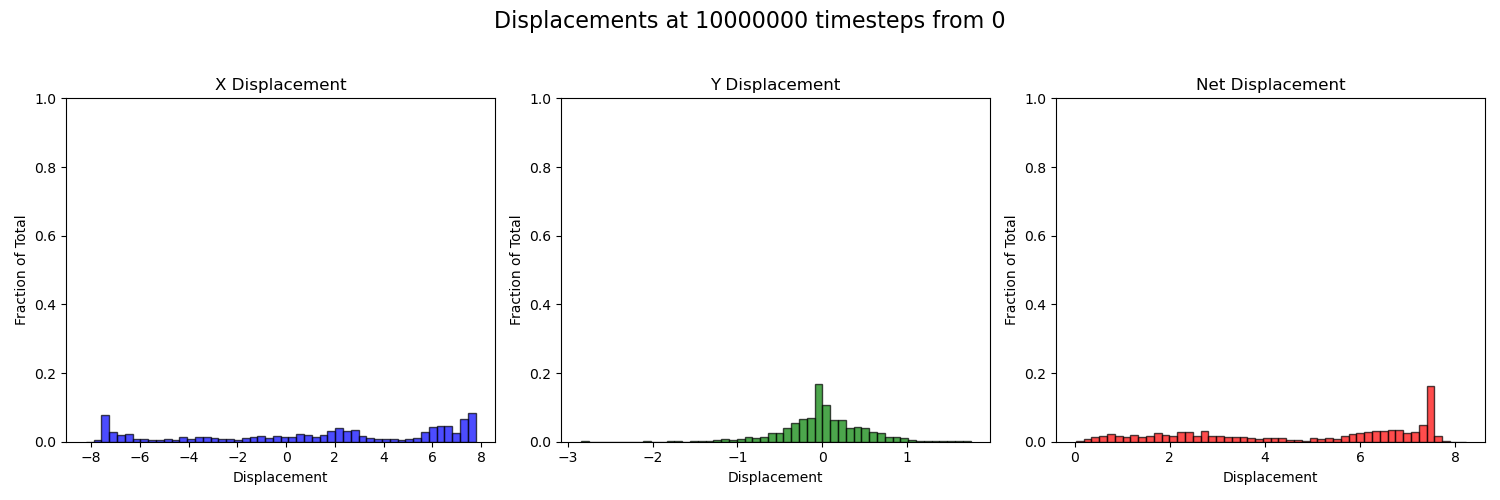 Displacements at 10000000 timesteps from 0
X Displacement
Fraction of Total
1.0
0.8
0.6
0.4
0.2
0.0
−8 −6 −4 −2 0 2 4 6 8
Displacement
Y Displacement
Fraction of Total
1.0
0.8
0.6
0.4
0.2
0.0
−3 −2 −1 0 1
Displacement
Net Displacement
Fraction of Total
1.0
0.8
0.6
0.4
0.2
0.0
0 2 4 6 8
Displacement